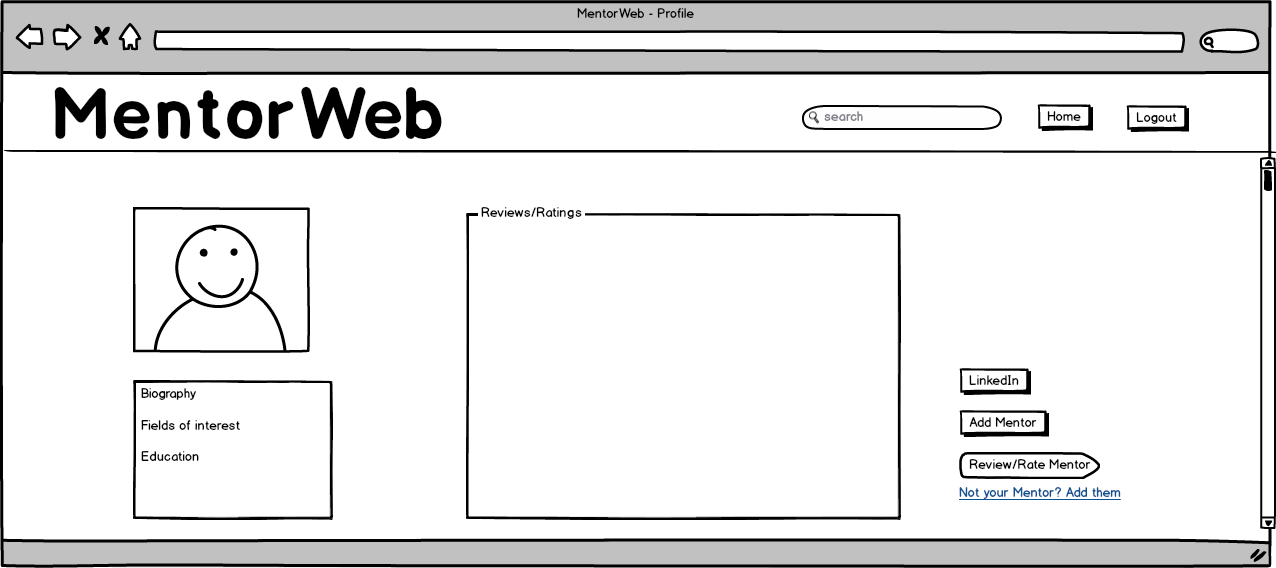 MentorWeb - Profile
MentorWeb
search
Home
Logout
Reviews/Ratings
Biography
Fields of interest
Education
LinkedIn
Add Mentor
Review/Rate Mentor
Not your Mentor? Add them